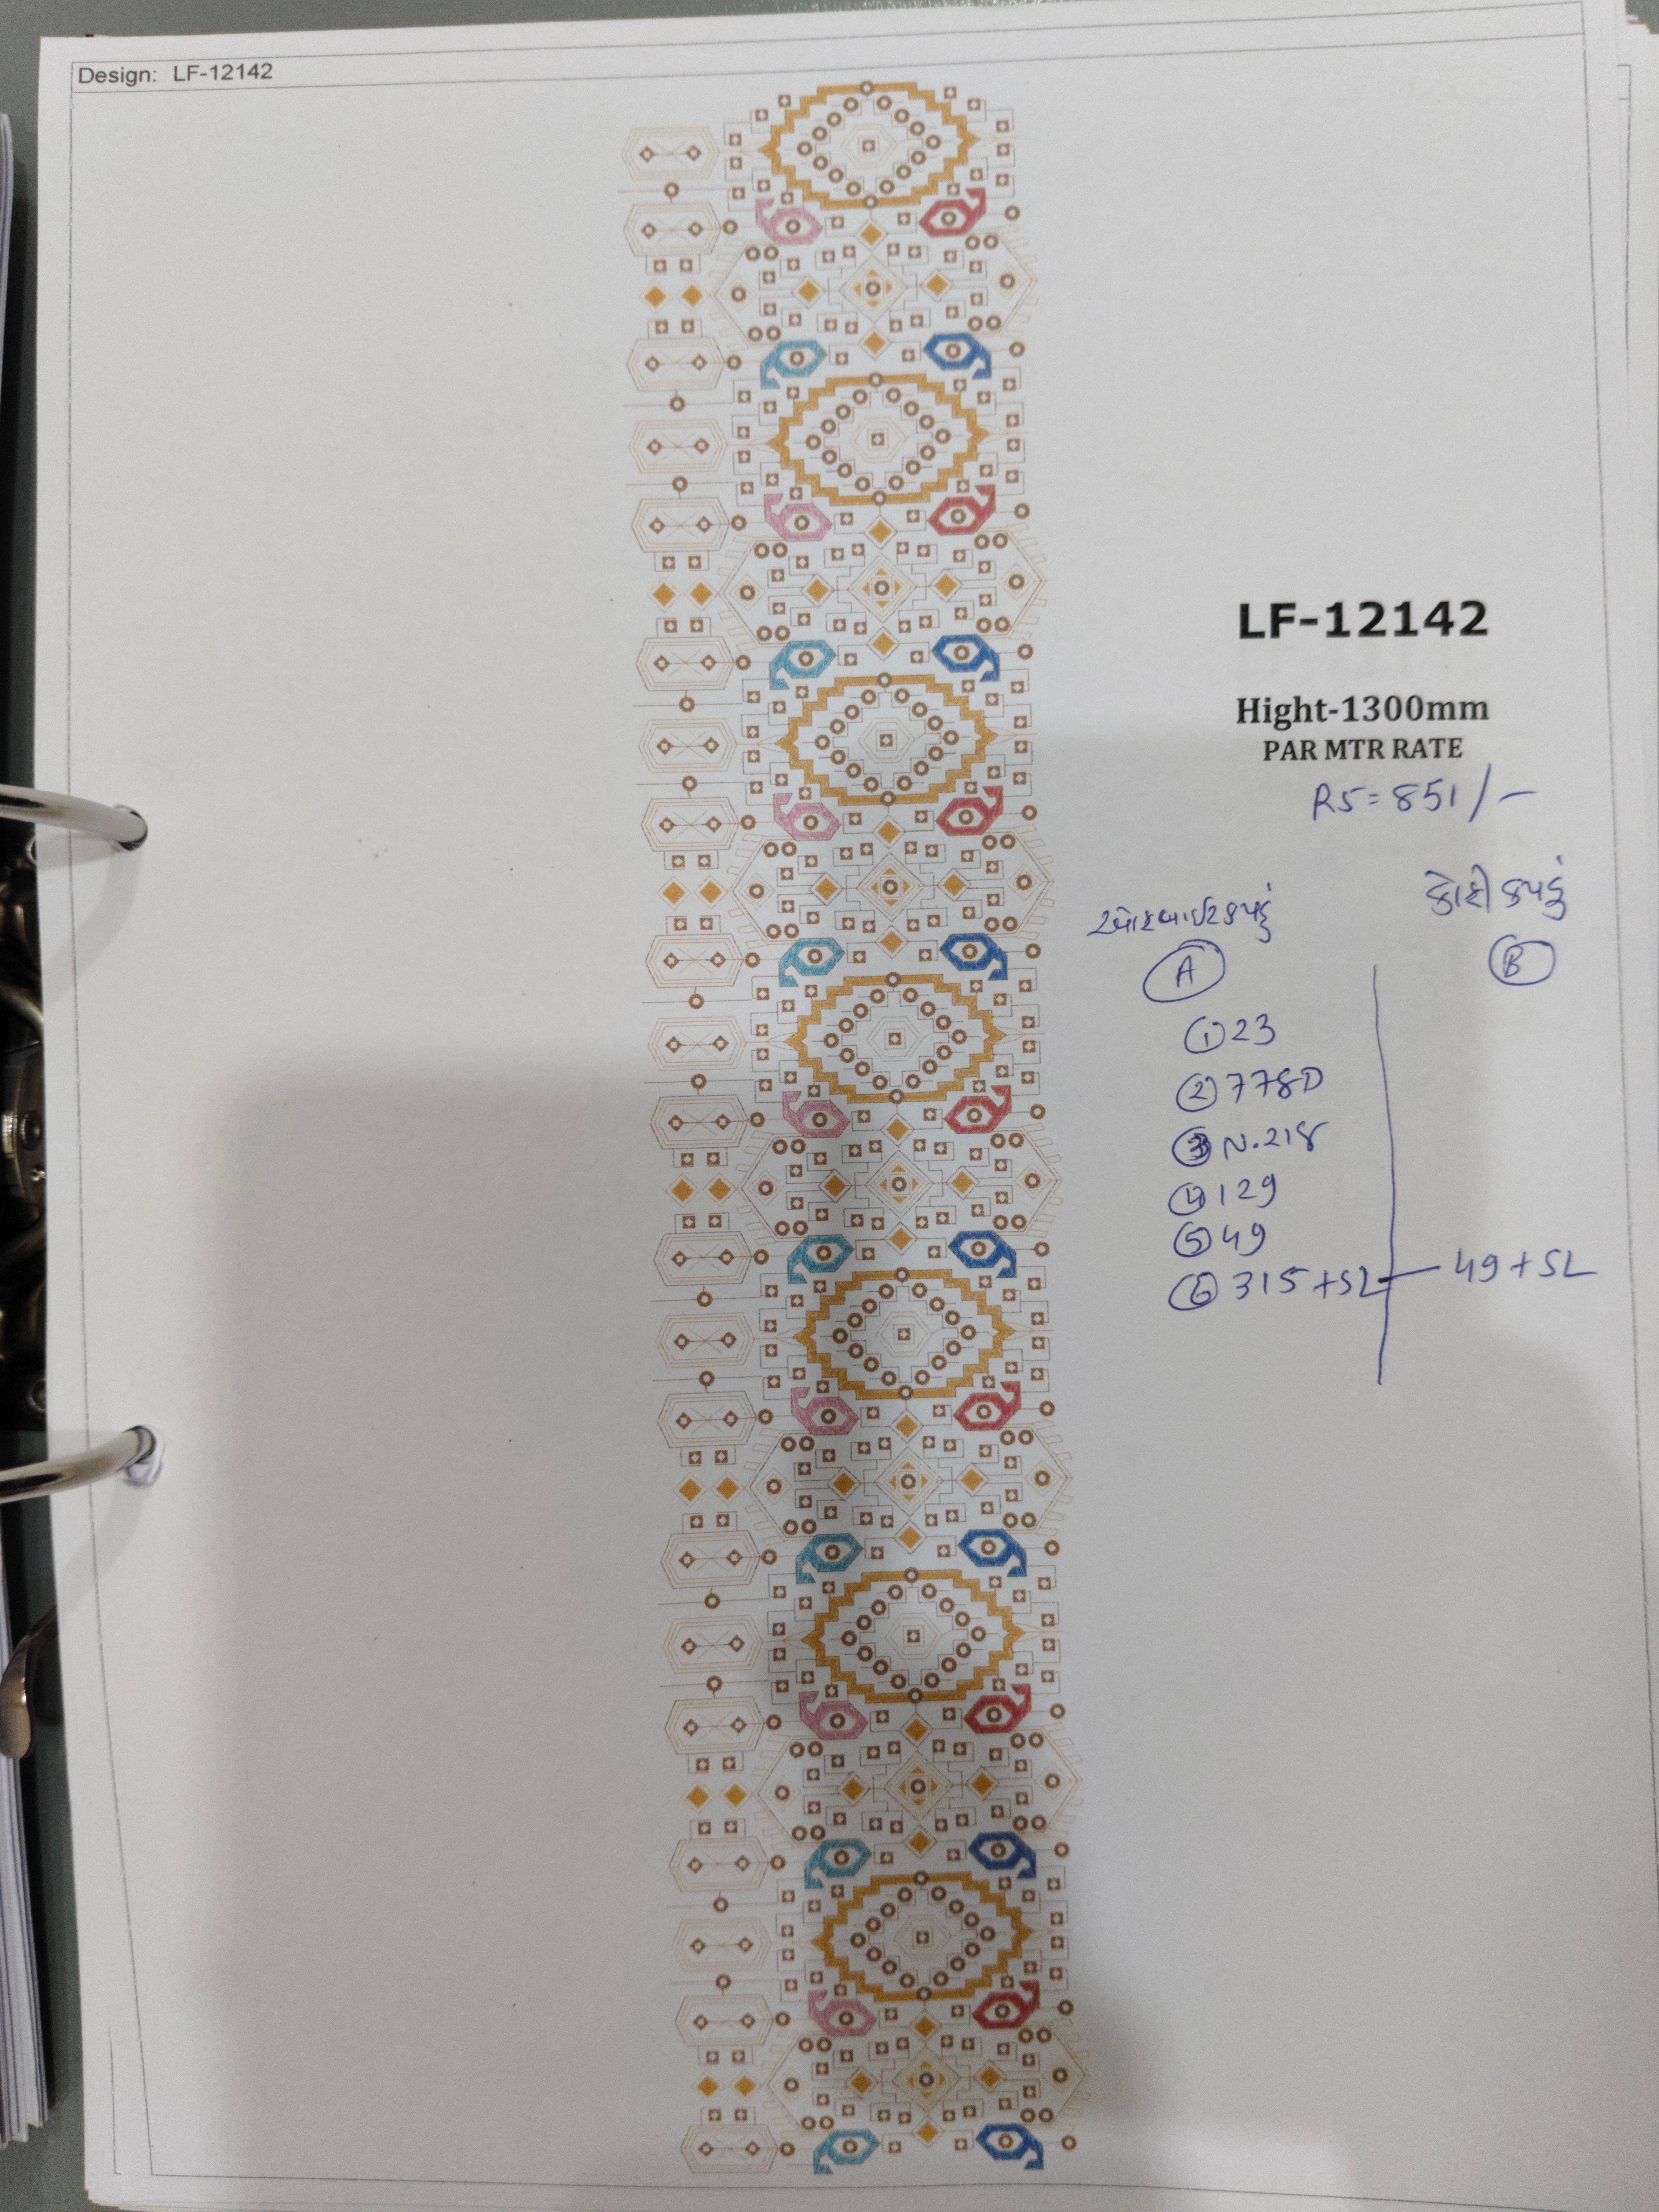 Design: LF-12142
LF-12142
Hight-1300mm
PAR MTR RATE
RS=851/-
કપડું
કોરી કપડું
A
B
① 23
② 778D
③ N.218
④ 129
⑤ 49
⑥ 315+SL — 49+SL